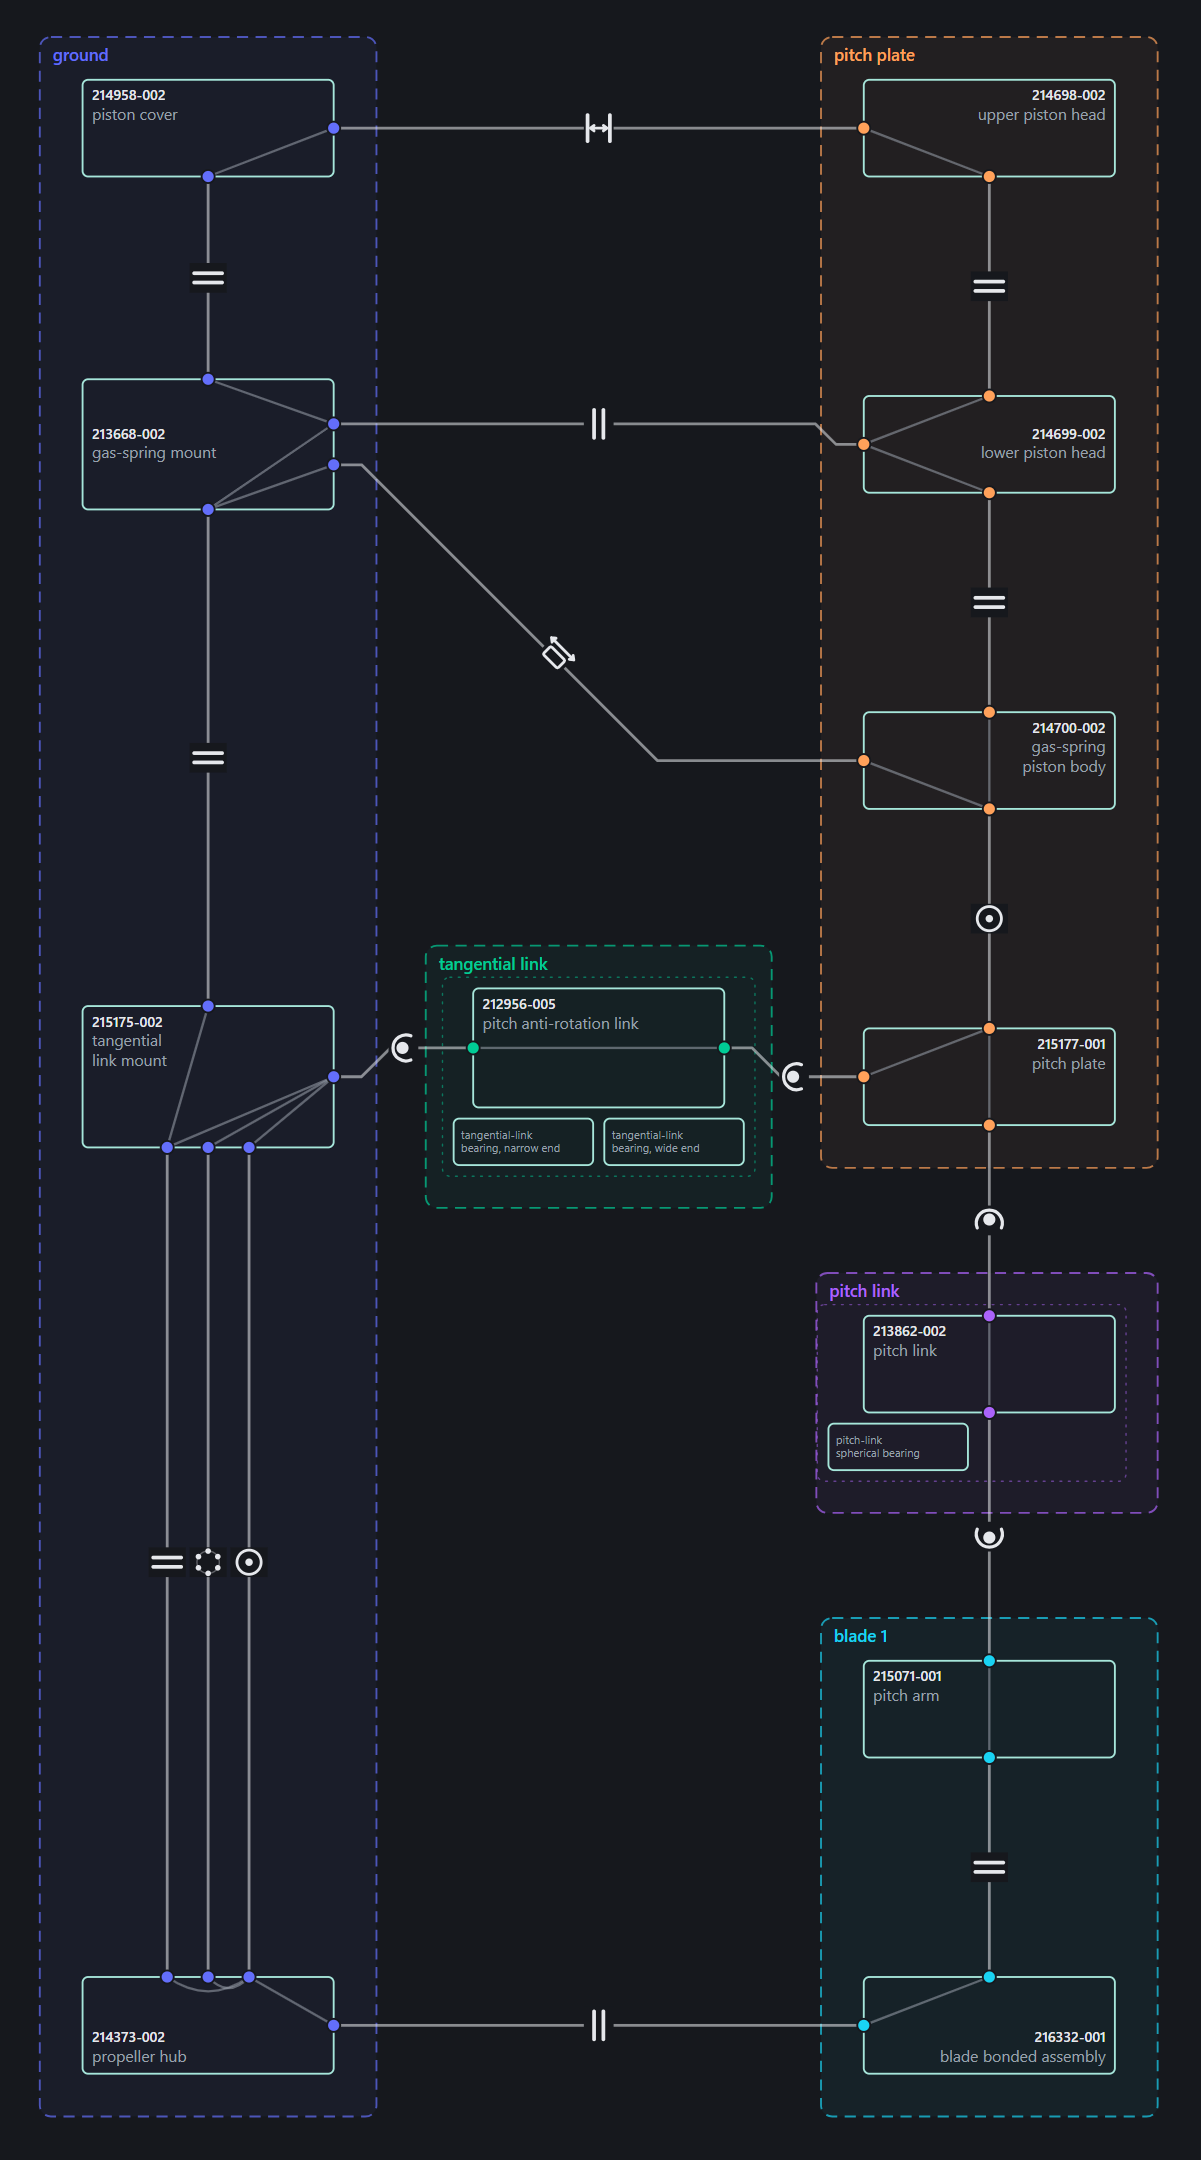 ground
214958-002
piston cover
pitch plate
214698-002
upper piston head
213668-002
gas-spring mount
214699-002
lower piston head
214700-002
gas-spring
piston body
tangential link
212956-005
pitch anti-rotation link
tangential-link
bearing, narrow end
tangential-link
bearing, wide end
215175-002
tangential
link mount
215177-001
pitch plate
pitch link
213862-002
pitch link
pitch-link
spherical bearing
blade 1
215071-001
pitch arm
214373-002
propeller hub
216332-001
blade bonded assembly